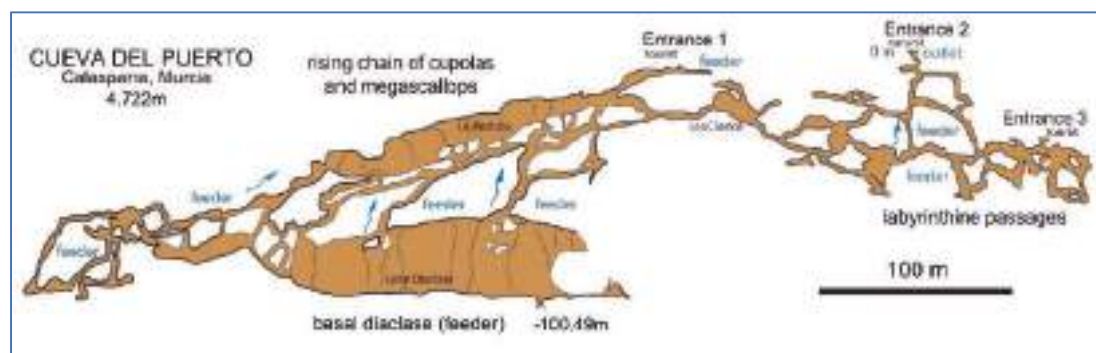 CUEVA DEL PUERTO
Calasparra, Murcia
4.722m
rising chain of cupolas
and megascallops
Entrance 1
feeder
Entrance 2
0 m
outlet
Entrance 3
feeder
feeder
feeder
feeder
feeder
feeder
feeder
labyrinthine passages
100 m
basal diaclase (feeder)
-100,49m